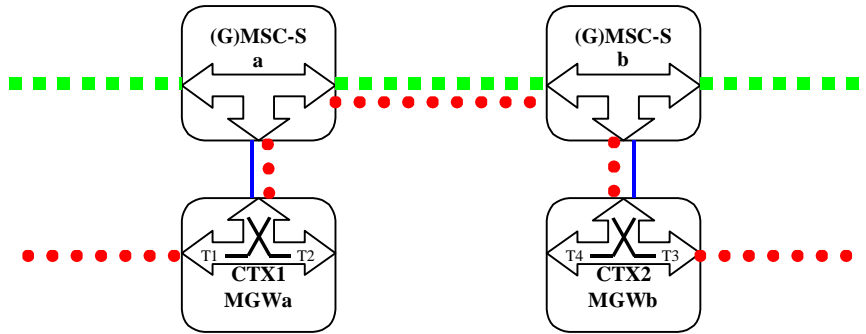 (G)MSC-S
a
(G)MSC-S
b
T1
T2
CTX1
MGWa
T4
T3
CTX2
MGWb